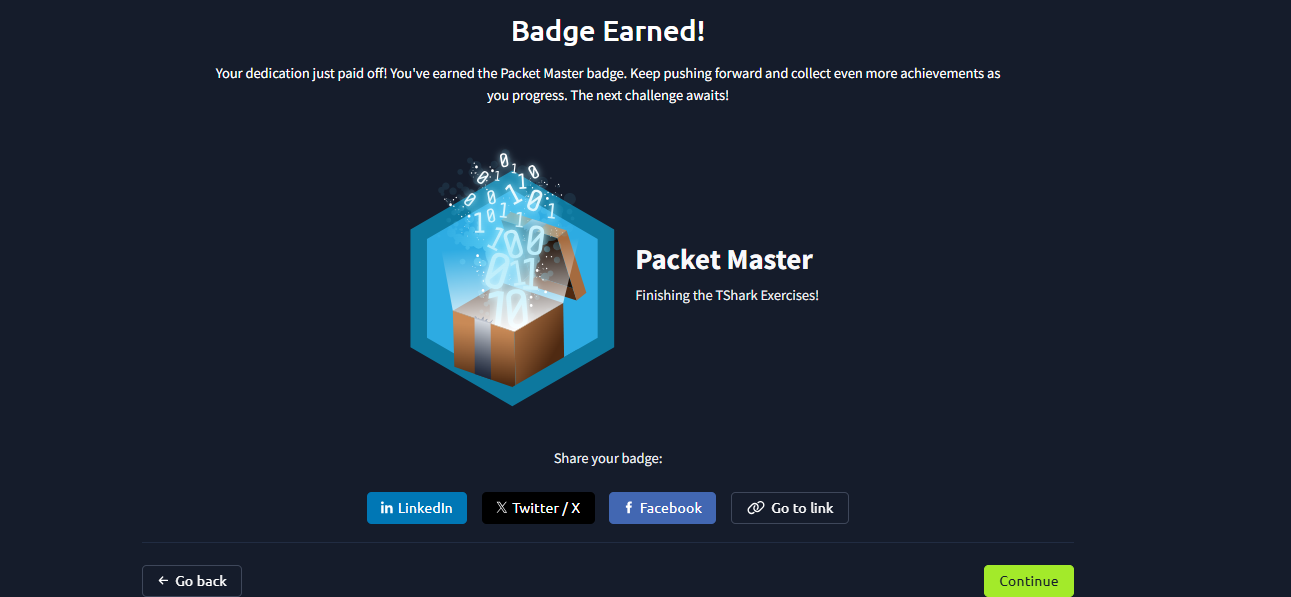 Badge Earned!
Your dedication just paid off! You've earned the Packet Master badge. Keep pushing forward and collect even more achievements as
you progress. The next challenge awaits!
Packet Master
Finishing the TShark Exercises!
Share your badge:
in LinkedIn
X Twitter / X
f Facebook
Go to link
← Go back
Continue